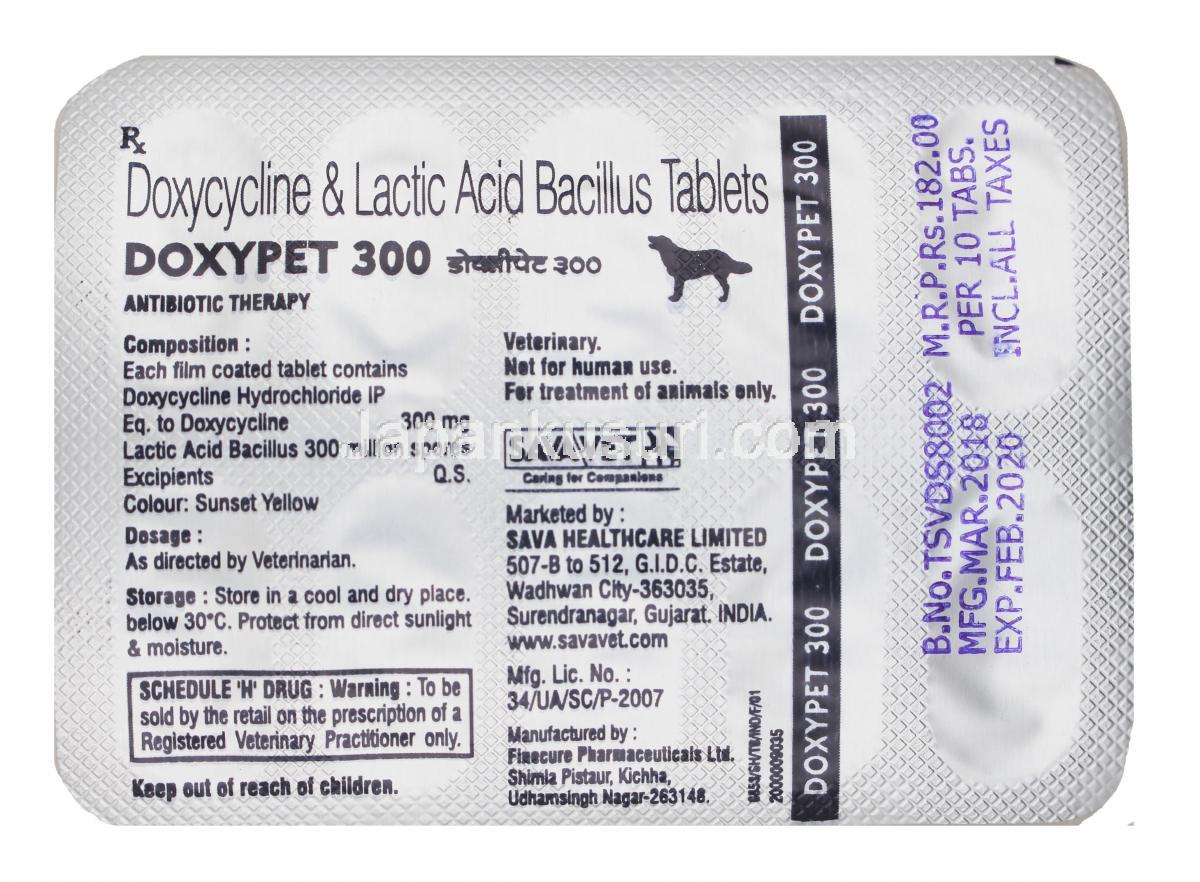 Rx
Doxycycline & Lactic Acid Bacillus Tablets
DOXYPET 300 डोक्सीपेट ३००
ANTIBIOTIC THERAPY
Composition :
Each film coated tablet contains
Doxycycline Hydrochloride IP
Eq. to Doxycycline 300 mg
Lactic Acid Bacillus 300 million spores
Excipients Q.S.
Colour: Sunset Yellow
Dosage :
As directed by Veterinarian.
Storage : Store in a cool and dry place.
below 30°C. Protect from direct sunlight
& moisture.
SCHEDULE 'H' DRUG : Warning : To be
sold by the retail on the prescription of a
Registered Veterinary Practitioner only.
Keep out of reach of children.
Veterinary.
Not for human use.
For treatment of animals only.
SAVAVET
Caring for Companions
Marketed by :
SAVA HEALTHCARE LIMITED
507-B to 512, G.I.D.C. Estate,
Wadhwan City-363035,
Surendranagar, Gujarat. INDIA.
www.savavet.com
Mfg. Lic. No. :
34/UA/SC/P-2007
Manufactured by :
Finecure Pharmaceuticals Ltd.
Shimla Pistaur, Kichha,
Udhamsingh Nagar-263148.
2000009035
DOXYPET 300 DOXYPET 300 DOXYPET 300
B.No.TSVDS8002 M.R.P.Rs.182.00
MFG.MAR.2018 PER 10 TABS.
EXP.FEB.2020 INCL.ALL TAXES
Japankusuri.com